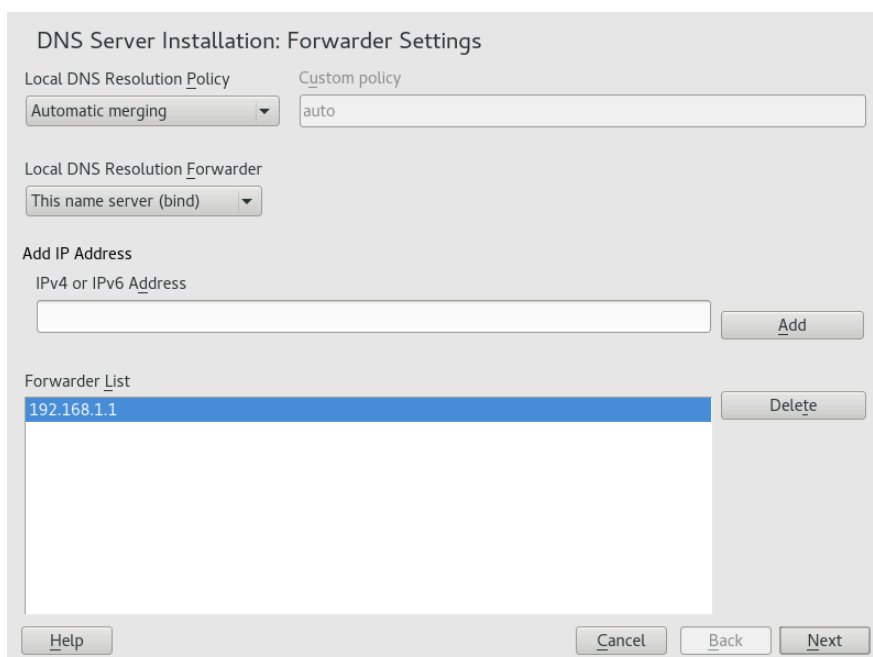 DNS Server Installation: Forwarder Settings
Local DNS Resolution Policy
Custom policy
Automatic merging
auto
Local DNS Resolution Forwarder
This name server (bind)
Add IP Address
IPv4 or IPv6 Address
Add
Forwarder List
192.168.1.1
Delete
Help
Cancel
Back
Next